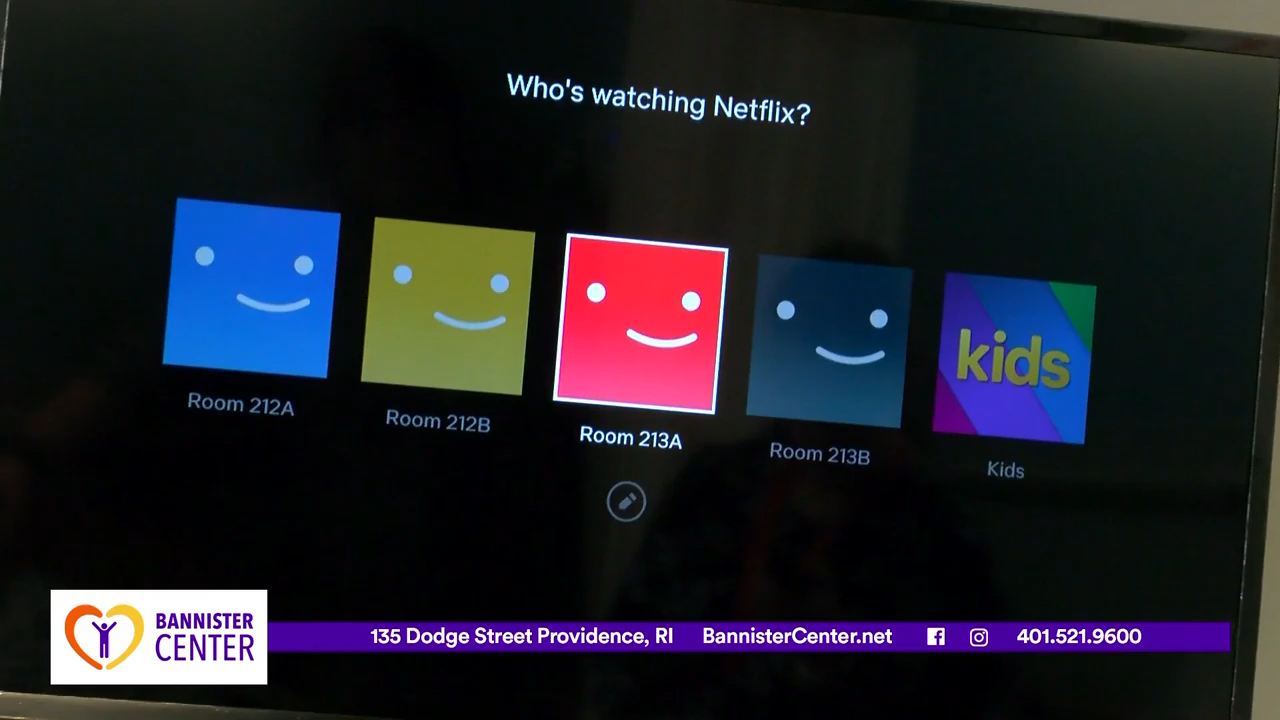 Who's watching Netflix?
Room 212A
Room 212B
Room 213A
Room 213B
kids
Kids
BANNISTER
CENTER
135 Dodge Street Providence, RI BannisterCenter.net 401.521.9600